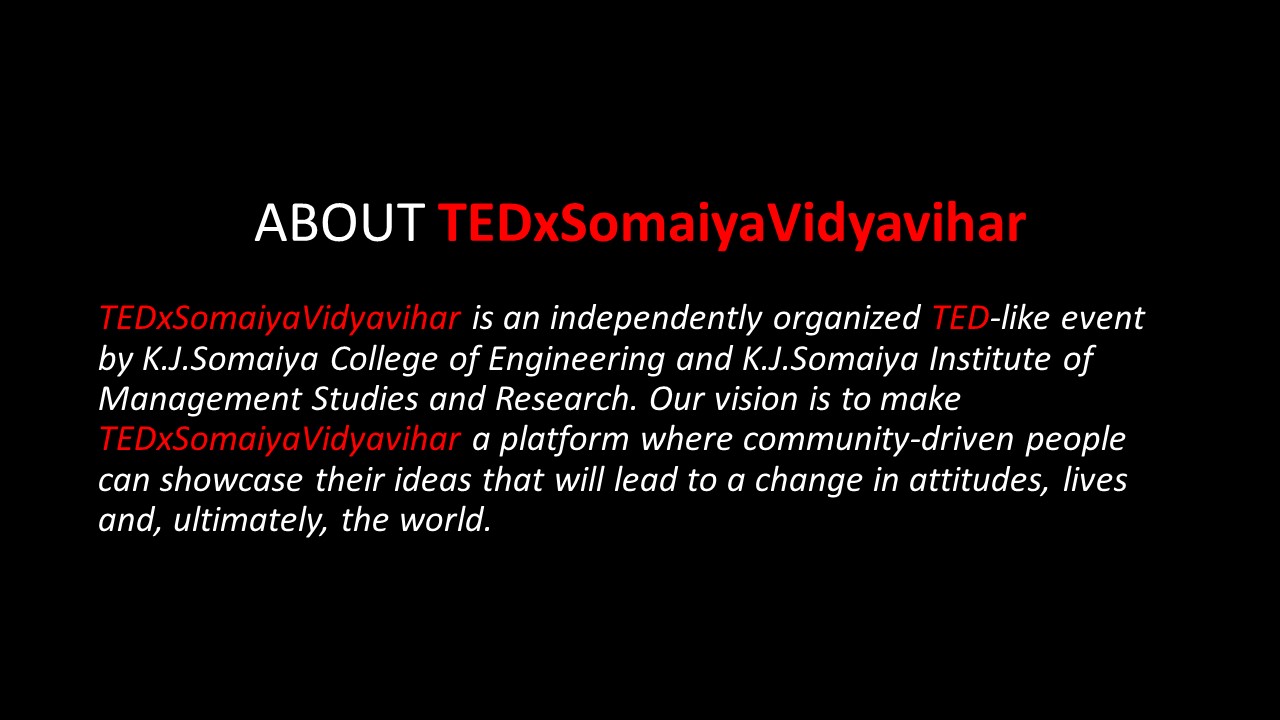 ABOUT TEDxSomaiyaVidyavihar
TEDxSomaiyaVidyavihar is an independently organized TED-like event
by K.J.Somaiya College of Engineering and K.J.Somaiya Institute of
Management Studies and Research. Our vision is to make
TEDxSomaiyaVidyavihar a platform where community-driven people
can showcase their ideas that will lead to a change in attitudes, lives
and, ultimately, the world.